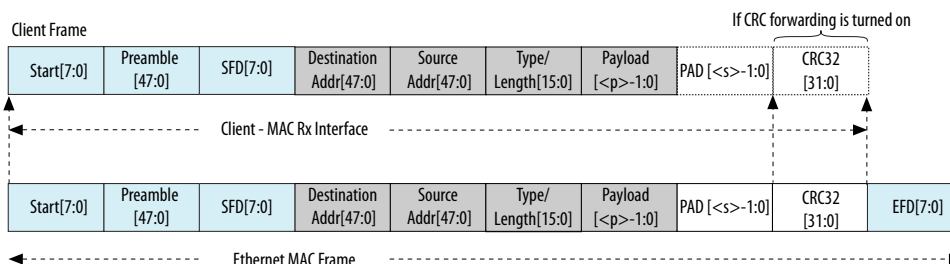 If CRC forwarding is turned on
Client Frame
Start[7:0]
Preamble
[47:0]
SFD[7:0]
Destination
Addr[47:0]
Source
Addr[47:0]
Type/
Length[15:0]
Payload
[<p>-1:0]
PAD [<s>-1:0]
CRC32
[31:0]
Client - MAC Rx Interface
Start[7:0]
Preamble
[47:0]
SFD[7:0]
Destination
Addr[47:0]
Source
Addr[47:0]
Type/
Length[15:0]
Payload
[<p>-1:0]
PAD [<s>-1:0]
CRC32
[31:0]
EFD[7:0]
Ethernet MAC Frame